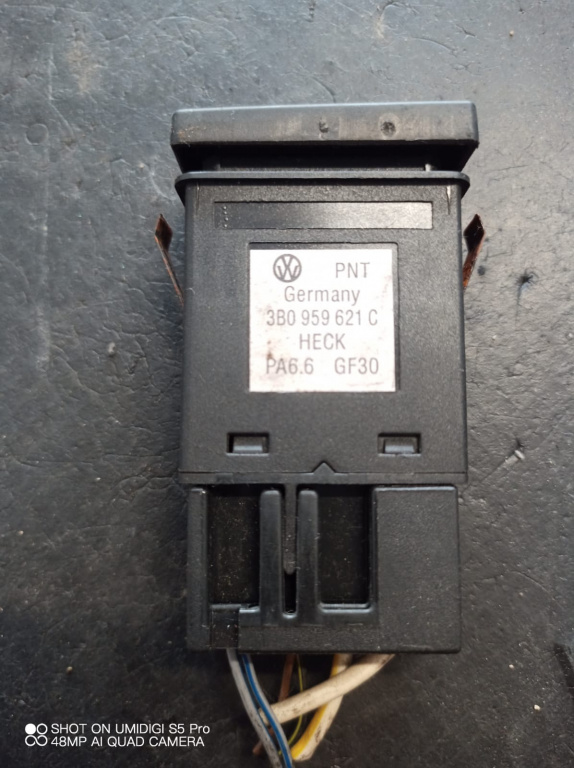 PNT
Germany
3B0 959 621 C
HECK
PA6.6 GF30
SHOT ON UMIDIGI S5 Pro
48MP AI QUAD CAMERA